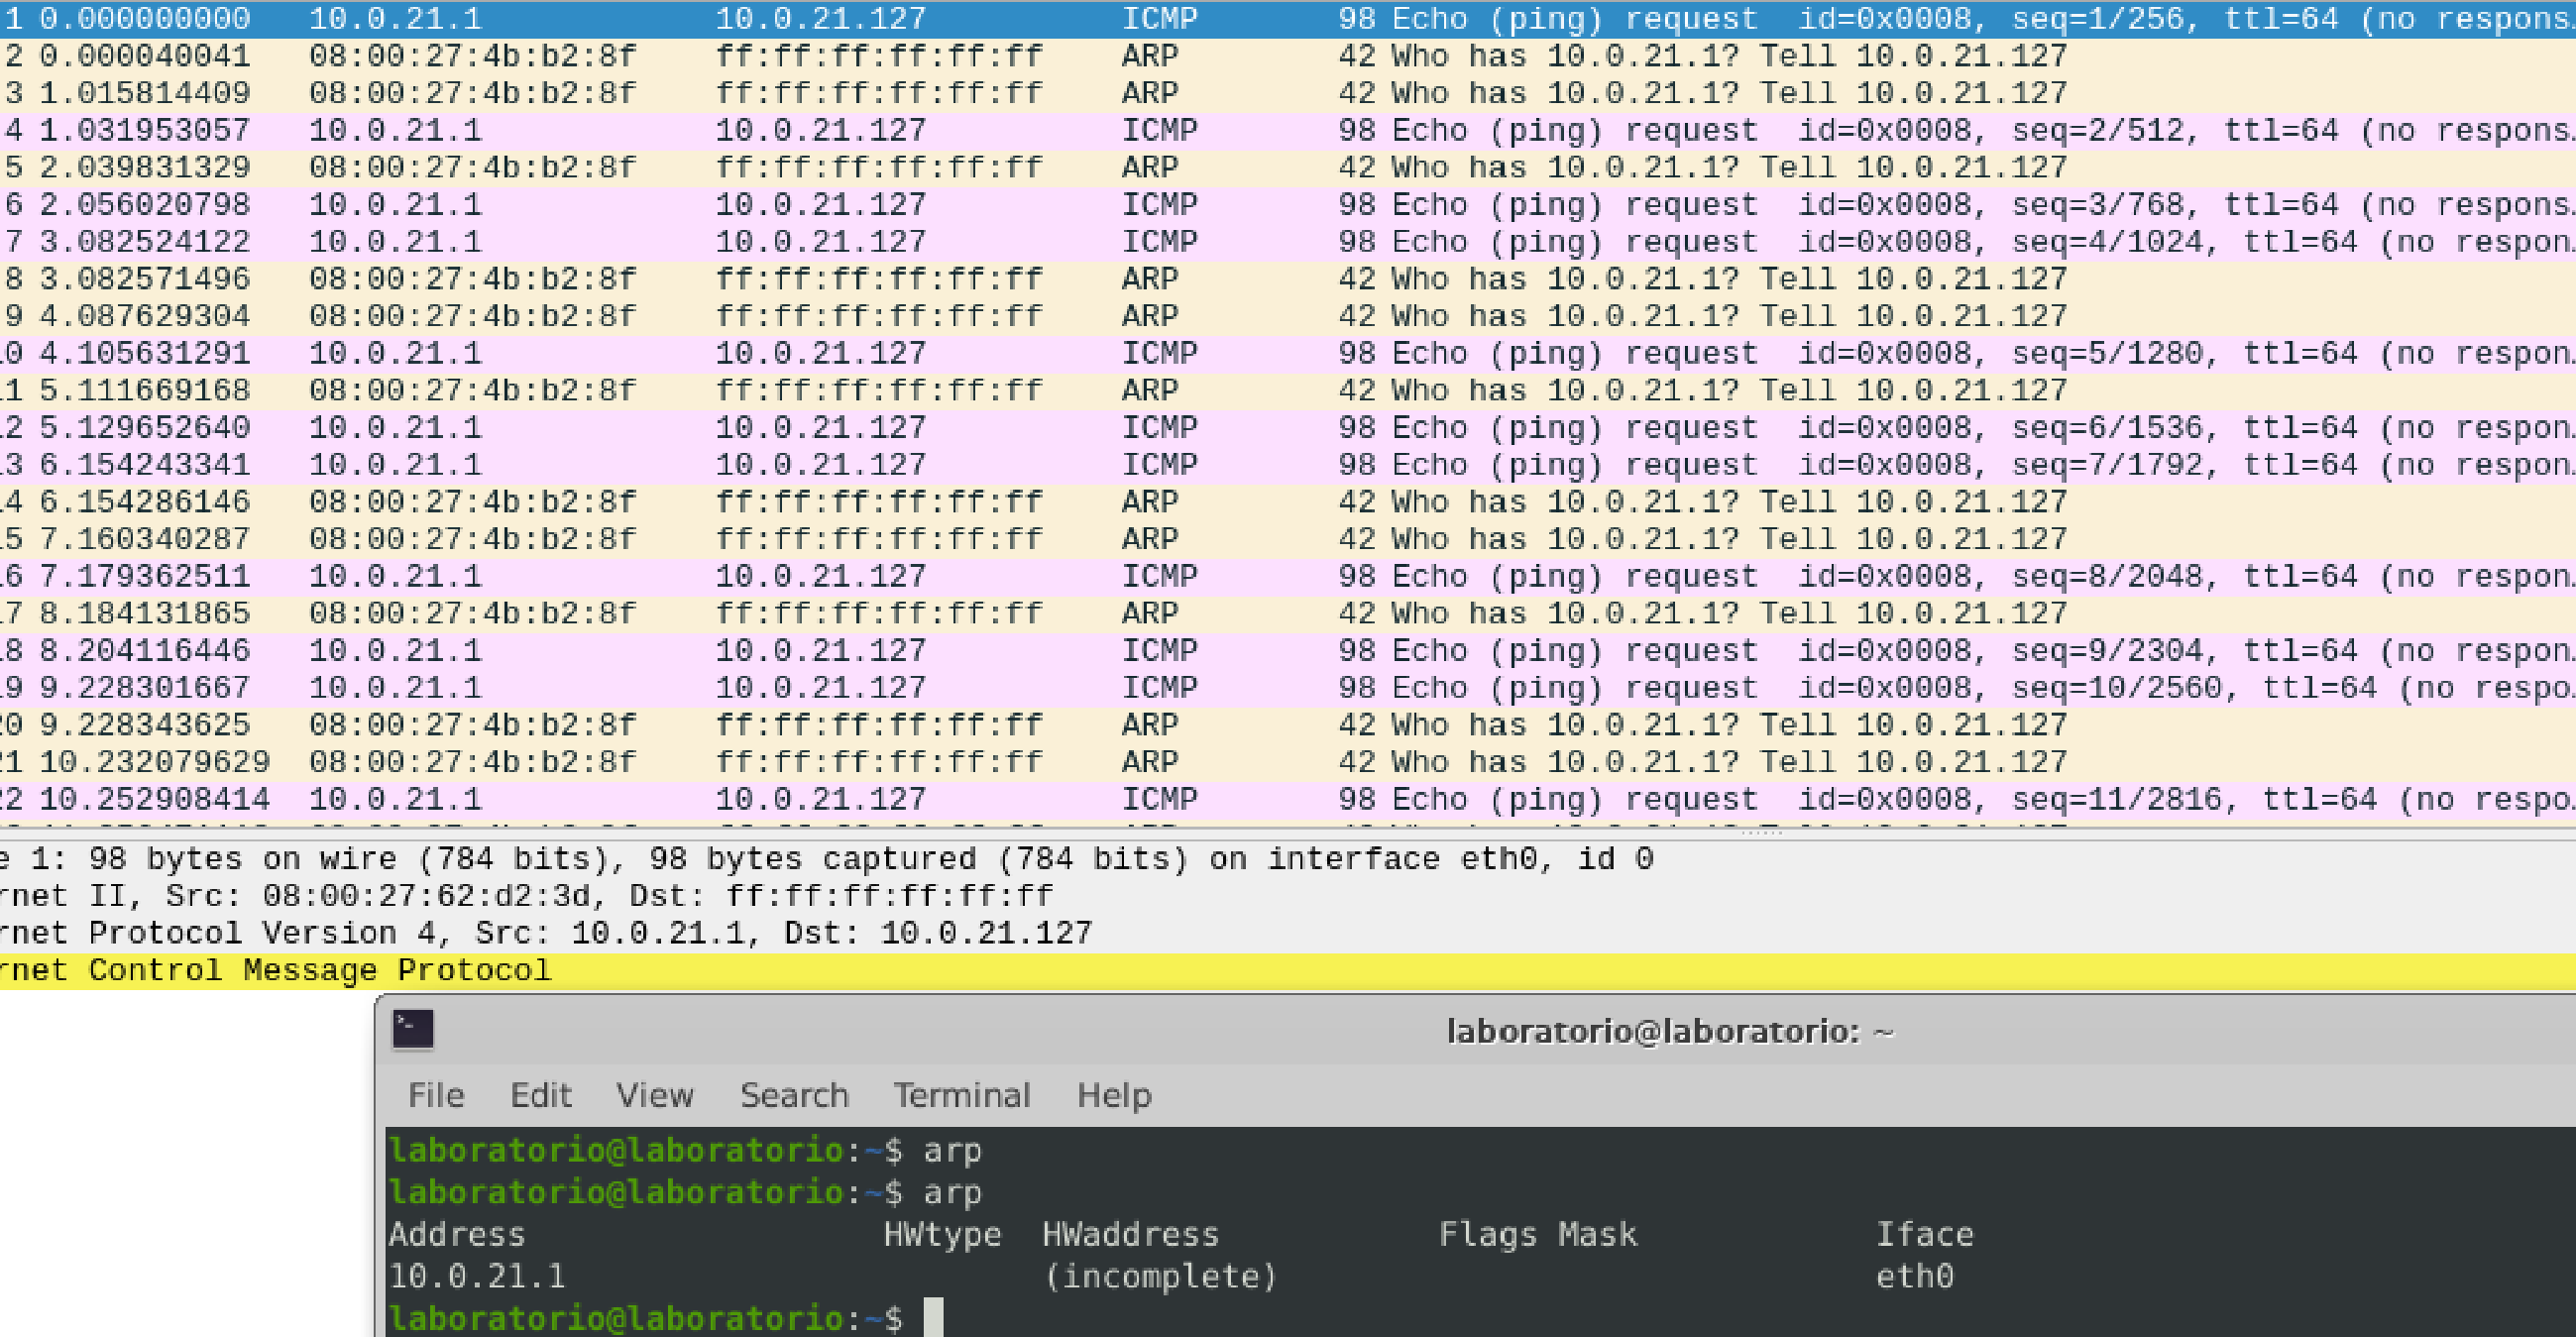 1 0.000000000 10.0.21.1 10.0.21.127 ICMP 98 Echo (ping) request id=0x0008, seq=1/256, ttl=64 (no respons…
2 0.000040041 08:00:27:4b:b2:8f ff:ff:ff:ff:ff:ff ARP 42 Who has 10.0.21.1? Tell 10.0.21.127
3 1.015814409 08:00:27:4b:b2:8f ff:ff:ff:ff:ff:ff ARP 42 Who has 10.0.21.1? Tell 10.0.21.127
4 1.031953057 10.0.21.1 10.0.21.127 ICMP 98 Echo (ping) request id=0x0008, seq=2/512, ttl=64 (no respons…
5 2.039831329 08:00:27:4b:b2:8f ff:ff:ff:ff:ff:ff ARP 42 Who has 10.0.21.1? Tell 10.0.21.127
6 2.056020798 10.0.21.1 10.0.21.127 ICMP 98 Echo (ping) request id=0x0008, seq=3/768, ttl=64 (no respons…
7 3.082524122 10.0.21.1 10.0.21.127 ICMP 98 Echo (ping) request id=0x0008, seq=4/1024, ttl=64 (no respon…
8 3.082571496 08:00:27:4b:b2:8f ff:ff:ff:ff:ff:ff ARP 42 Who has 10.0.21.1? Tell 10.0.21.127
9 4.087629304 08:00:27:4b:b2:8f ff:ff:ff:ff:ff:ff ARP 42 Who has 10.0.21.1? Tell 10.0.21.127
0 4.105631291 10.0.21.1 10.0.21.127 ICMP 98 Echo (ping) request id=0x0008, seq=5/1280, ttl=64 (no respon…
1 5.111669168 08:00:27:4b:b2:8f ff:ff:ff:ff:ff:ff ARP 42 Who has 10.0.21.1? Tell 10.0.21.127
2 5.129652640 10.0.21.1 10.0.21.127 ICMP 98 Echo (ping) request id=0x0008, seq=6/1536, ttl=64 (no respon…
3 6.154243341 10.0.21.1 10.0.21.127 ICMP 98 Echo (ping) request id=0x0008, seq=7/1792, ttl=64 (no respon…
4 6.154286146 08:00:27:4b:b2:8f ff:ff:ff:ff:ff:ff ARP 42 Who has 10.0.21.1? Tell 10.0.21.127
5 7.160340287 08:00:27:4b:b2:8f ff:ff:ff:ff:ff:ff ARP 42 Who has 10.0.21.1? Tell 10.0.21.127
6 7.179362511 10.0.21.1 10.0.21.127 ICMP 98 Echo (ping) request id=0x0008, seq=8/2048, ttl=64 (no respon…
7 8.184131865 08:00:27:4b:b2:8f ff:ff:ff:ff:ff:ff ARP 42 Who has 10.0.21.1? Tell 10.0.21.127
8 8.204116446 10.0.21.1 10.0.21.127 ICMP 98 Echo (ping) request id=0x0008, seq=9/2304, ttl=64 (no respon…
9 9.228301667 10.0.21.1 10.0.21.127 ICMP 98 Echo (ping) request id=0x0008, seq=10/2560, ttl=64 (no respo…
0 9.228343625 08:00:27:4b:b2:8f ff:ff:ff:ff:ff:ff ARP 42 Who has 10.0.21.1? Tell 10.0.21.127
1 10.232079629 08:00:27:4b:b2:8f ff:ff:ff:ff:ff:ff ARP 42 Who has 10.0.21.1? Tell 10.0.21.127
2 10.252908414 10.0.21.1 10.0.21.127 ICMP 98 Echo (ping) request id=0x0008, seq=11/2816, ttl=64 (no respo…
e 1: 98 bytes on wire (784 bits), 98 bytes captured (784 bits) on interface eth0, id 0
rnet II, Src: 08:00:27:62:d2:3d, Dst: ff:ff:ff:ff:ff:ff
rnet Protocol Version 4, Src: 10.0.21.1, Dst: 10.0.21.127
rnet Control Message Protocol
laboratorio@laboratorio: ~
File Edit View Search Terminal Help
laboratorio@laboratorio:~$ arp
laboratorio@laboratorio:~$ arp
Address HWtype HWaddress Flags Mask Iface
10.0.21.1 (incomplete) eth0
laboratorio@laboratorio:~$